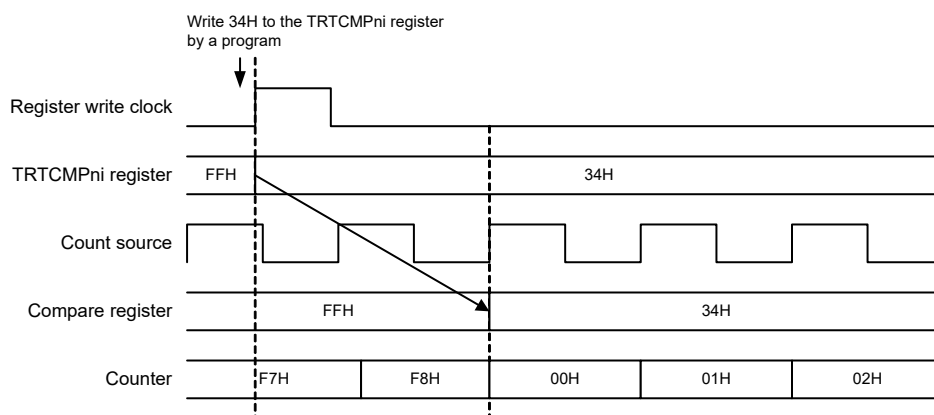 Write 34H to the TRTCMPni register
by a program
Register write clock
TRTCMPni register
FFH
34H
Count source
Compare register
FFH
34H
Counter
F7H
F8H
00H
01H
02H